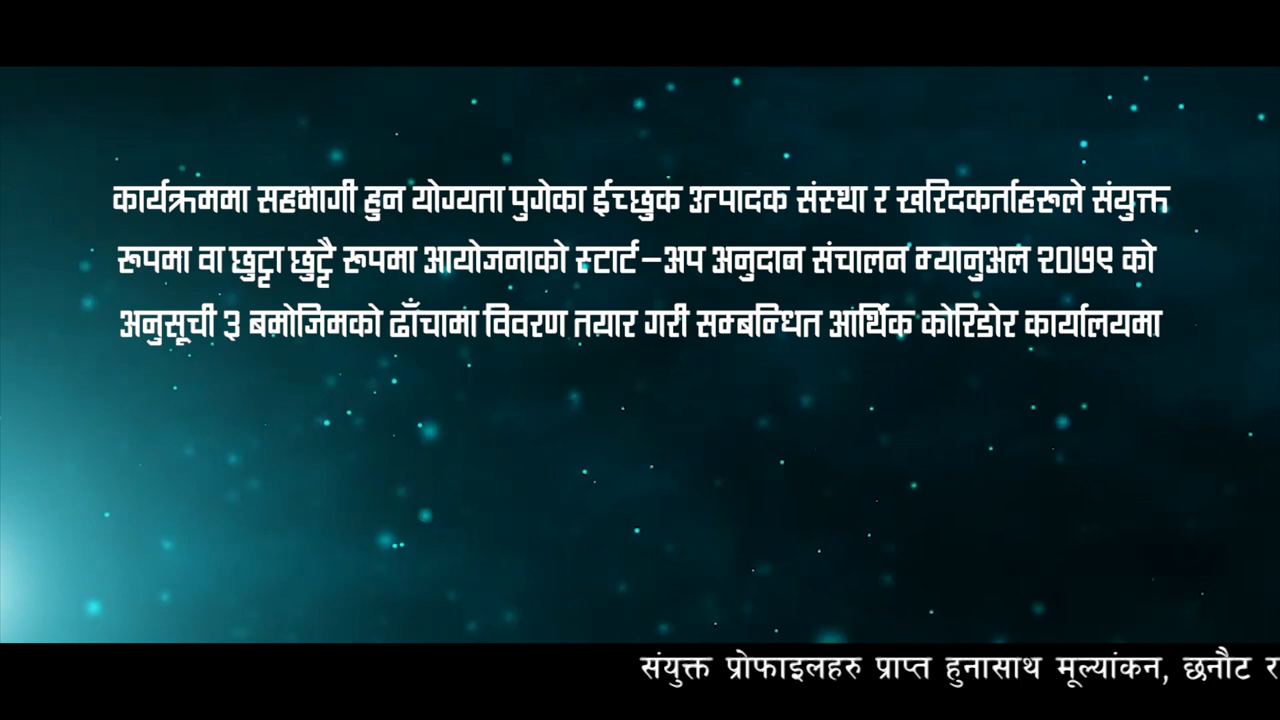 कार्यक्रममा सहभागी हुन योग्यता पुगेका ईच्छुक उत्पादक संस्था र खरिदकर्ताहरूले संयुक्त
रूपमा वा छुट्टा छुट्टै रूपमा आयोजनाको स्टार्ट–अप अनुदान संचालन म्यानुअल २०७९ को
अनुसूची ३ बमोजिमको ढाँचामा विवरण तयार गरी सम्बन्धित आर्थिक कोरिडोर कार्यालयमा
संयुक्त प्रोफाइलहरु प्राप्त हुनासाथ मूल्यांकन, छनौट र